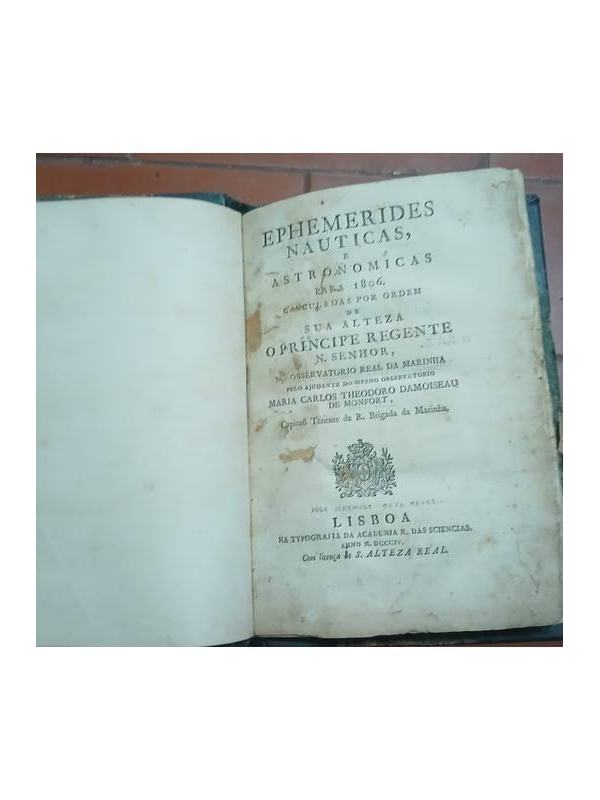 EPHEMERIDES
NAUTICAS,
E
ASTRONOMICAS
PARA 1806.
CALCULADAS POR ORDEM
DE
SUA ALTEZA
O PRINCIPE REGENTE
N. SENHOR,
NO OBSERVATORIO REAL DA MARINHA
PELO AJUDANTE DO MESMO OBSERVATORIO
MARIA CARLOS THEODORO DAMOISEAU
DE MONFORT,
Capitaõ Tenente da R. Brigada da Marinha,
JOSE
LISBOA
NA TYPOGRAFIA DA ACADEMIA R. DAS SCIENCIAS.
ANNO M. DCCCIV.
Com licença de S. ALTEZA REAL.